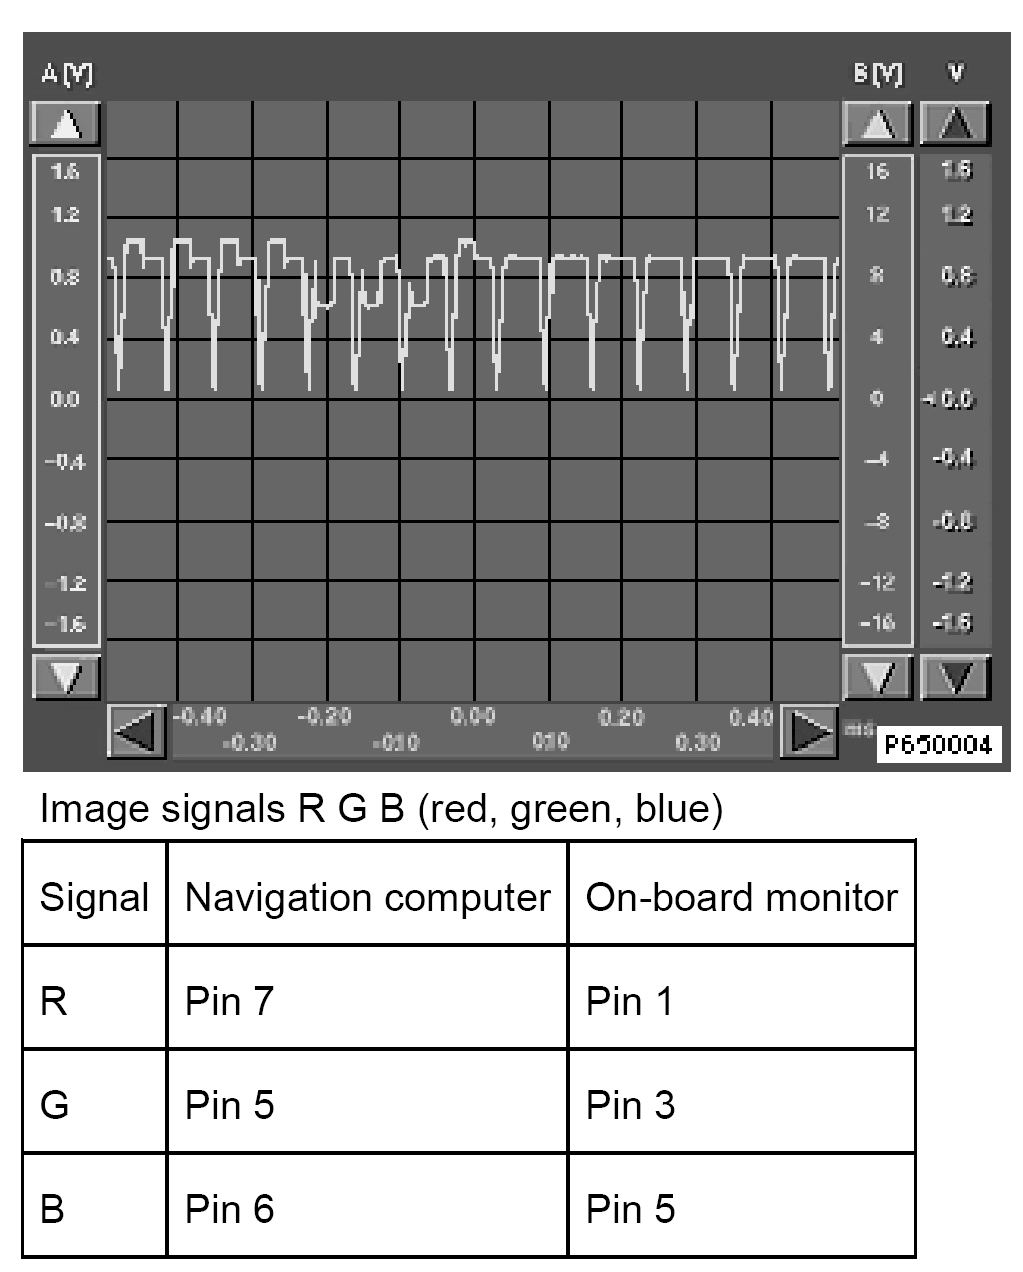 A [V] B [V] V
1.6 16 1.6
1.2 12 1.2
0.8 8 0.8
0.4 4 0.4
0.0 0 0.0
-0.4 -4 -0.4
-0.8 -8 -0.8
-1.2 -12 -1.2
-1.6 -16 -1.6
-0.40 -0.20 0.00 0.20 0.40
-0.30 -010 010 0.30 ms
P650004
Image signals R G B (red, green, blue)
Signal Navigation computer On-board monitor
R Pin 7 Pin 1
G Pin 5 Pin 3
B Pin 6 Pin 5